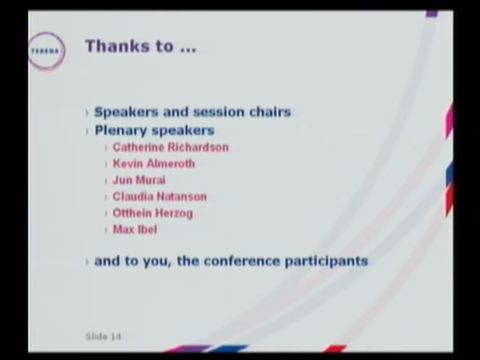 TERENA
Thanks to ...
› Speakers and session chairs
› Plenary speakers
› Catherine Richardson
› Kevin Almeroth
› Jun Murai
› Claudia Natanson
› Otthein Herzog
› Max Ibel
› and to you, the conference participants
Slide 14